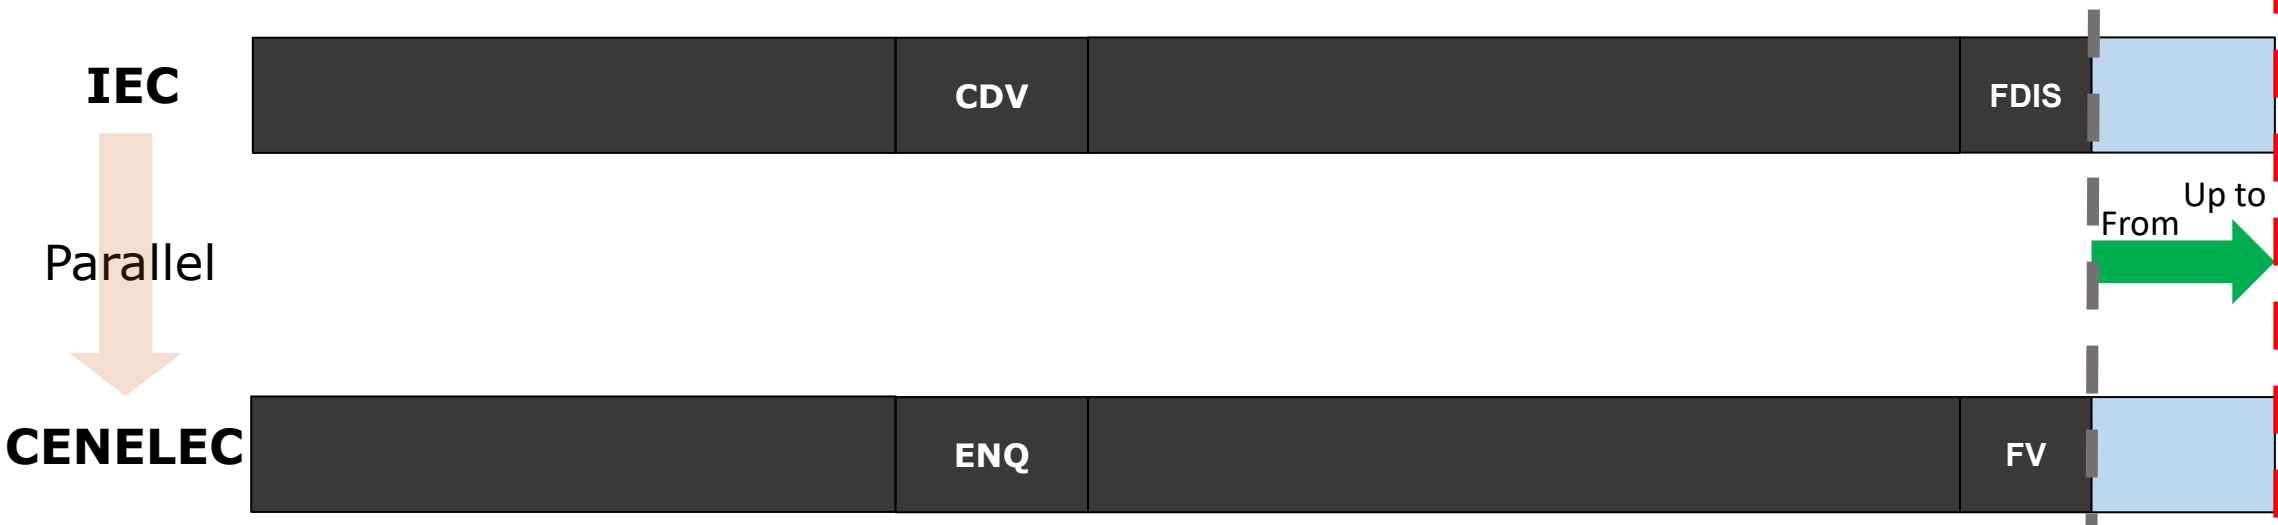 IEC
CDV
FDIS
Up to
From
Parallel
CENELEC
ENQ
FV